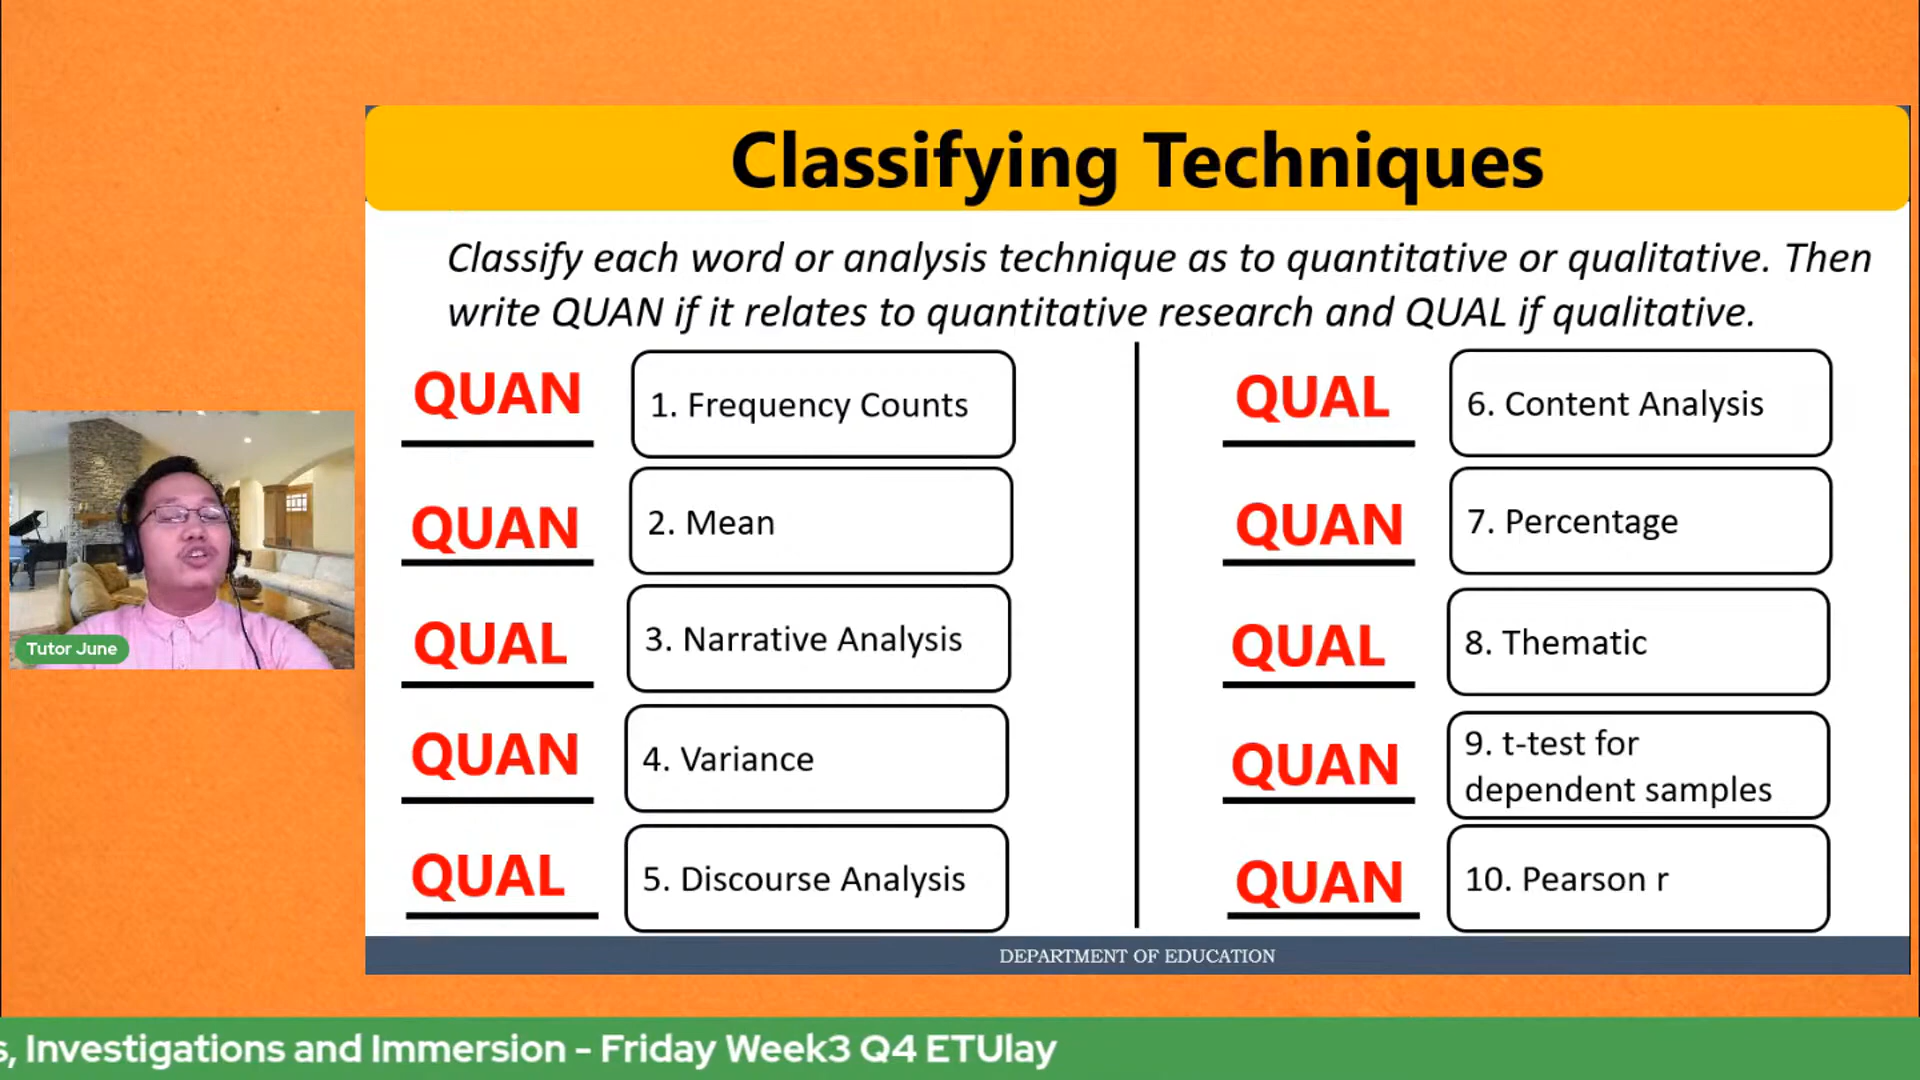 Classifying Techniques
Classify each word or analysis technique as to quantitative or qualitative. Then
write QUAN if it relates to quantitative research and QUAL if qualitative.
QUAN 1. Frequency Counts
QUAN 2. Mean
QUAL 3. Narrative Analysis
QUAN 4. Variance
QUAL 5. Discourse Analysis
QUAL 6. Content Analysis
QUAN 7. Percentage
QUAL 8. Thematic
QUAN 9. t-test for
dependent samples
QUAN 10. Pearson r
Tutor June
DEPARTMENT OF EDUCATION
s, Investigations and Immersion - Friday Week3 Q4 ETUlay